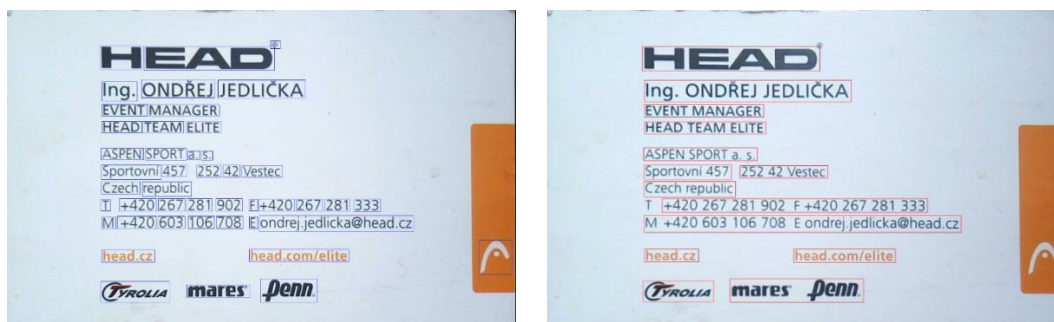 HEAD®
Ing. ONDŘEJ JEDLIČKA
EVENT MANAGER
HEAD TEAM ELITE
ASPEN SPORT a. s.
Sportovní 457 252 42 Vestec
Czech republic
T +420 267 281 902 F +420 267 281 333
M +420 603 106 708 E ondrej.jedlicka@head.cz
head.cz head.com/elite
TYROLIA mares Penn.
HEAD®
Ing. ONDŘEJ JEDLIČKA
EVENT MANAGER
HEAD TEAM ELITE
ASPEN SPORT a. s.
Sportovní 457 252 42 Vestec
Czech republic
T +420 267 281 902 F +420 267 281 333
M +420 603 106 708 E ondrej.jedlicka@head.cz
head.cz head.com/elite
TYROLIA mares Penn.